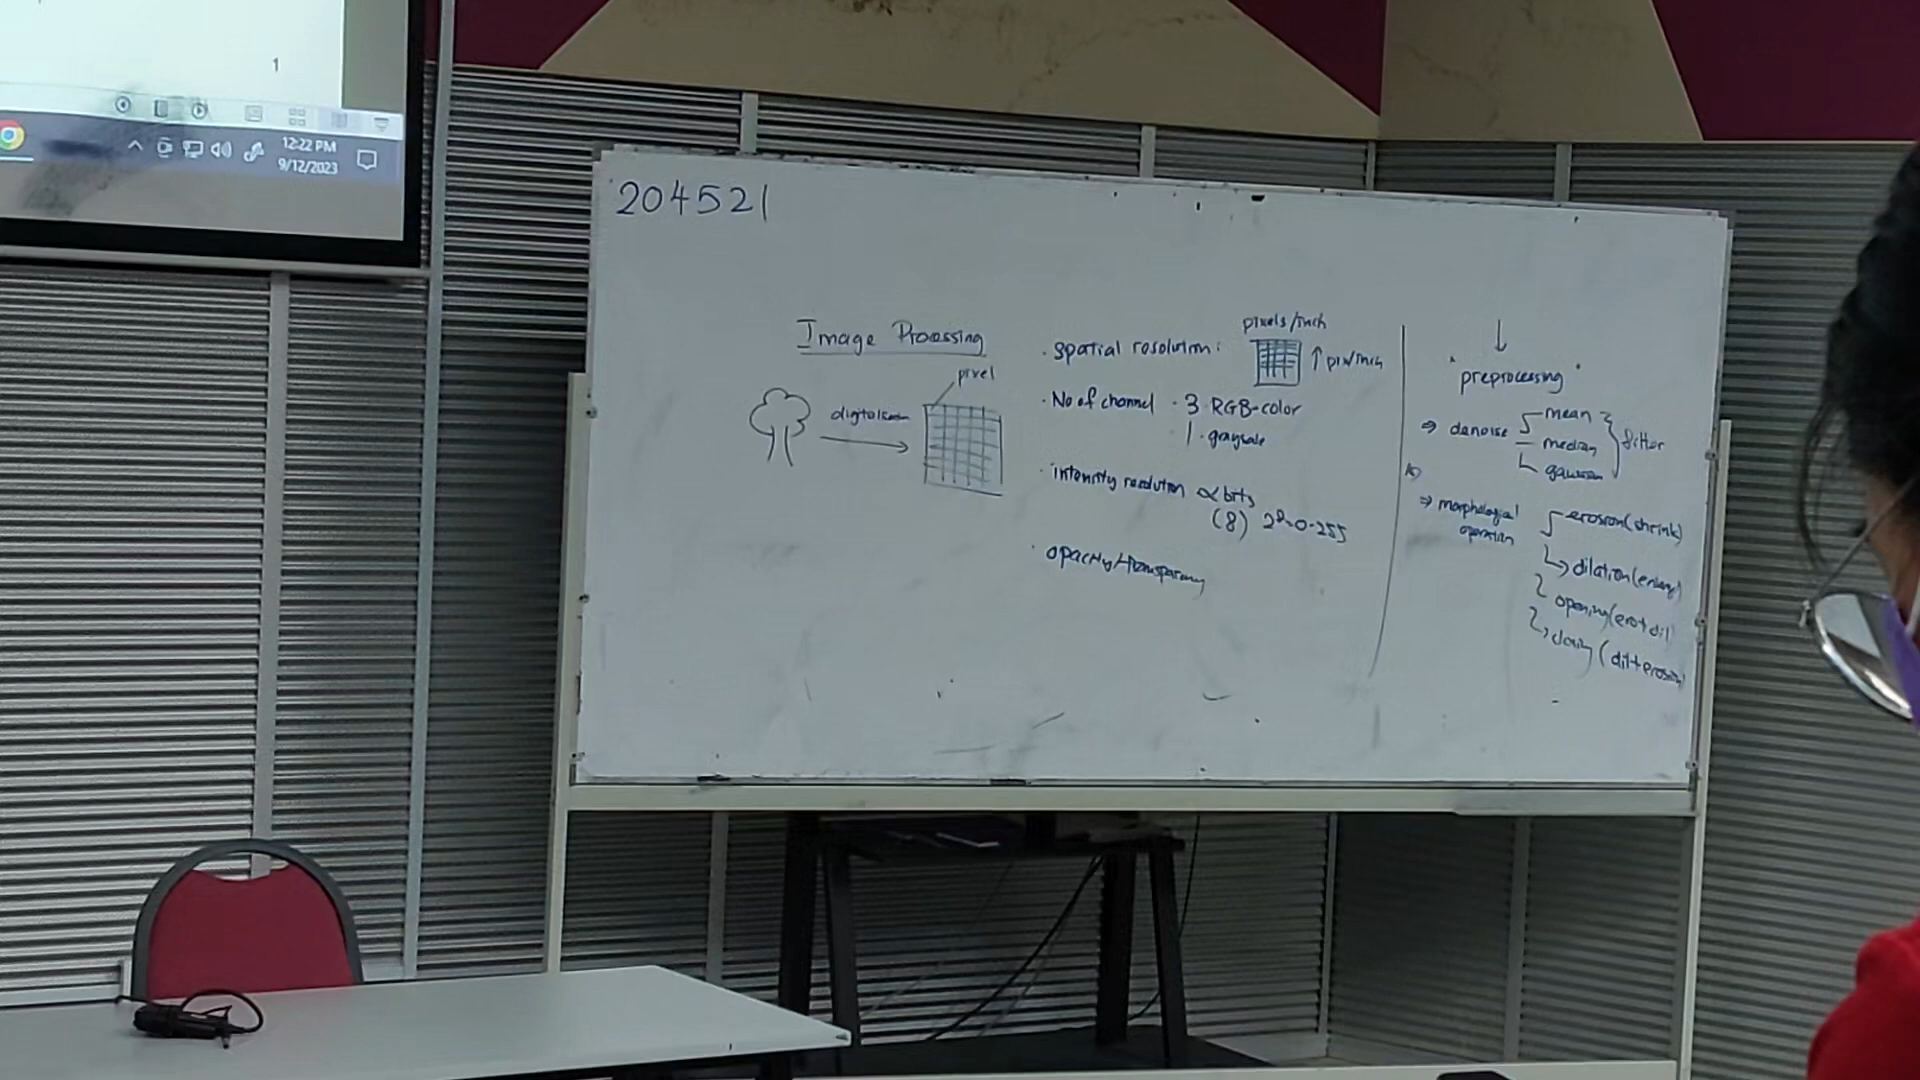 1
12:22 PM
9/12/2023
204521
Image Processing
pixel
digitalization
· spatial resolution:
pixels/inch
↑ pix/inch
· No of channel · 3 RGB-color
1 · grayscale
· intensity resolution ∝ bits
(8) 2⁸ 0-255
· opacity/transparency
↓
"preprocessing"
⇒ denoise
mean
median
gaussian
filter
⇒ morphological
operation
erosion(shrink)
dilation(enlarge)
opening(ero+dil)
closing (dil+erosion)